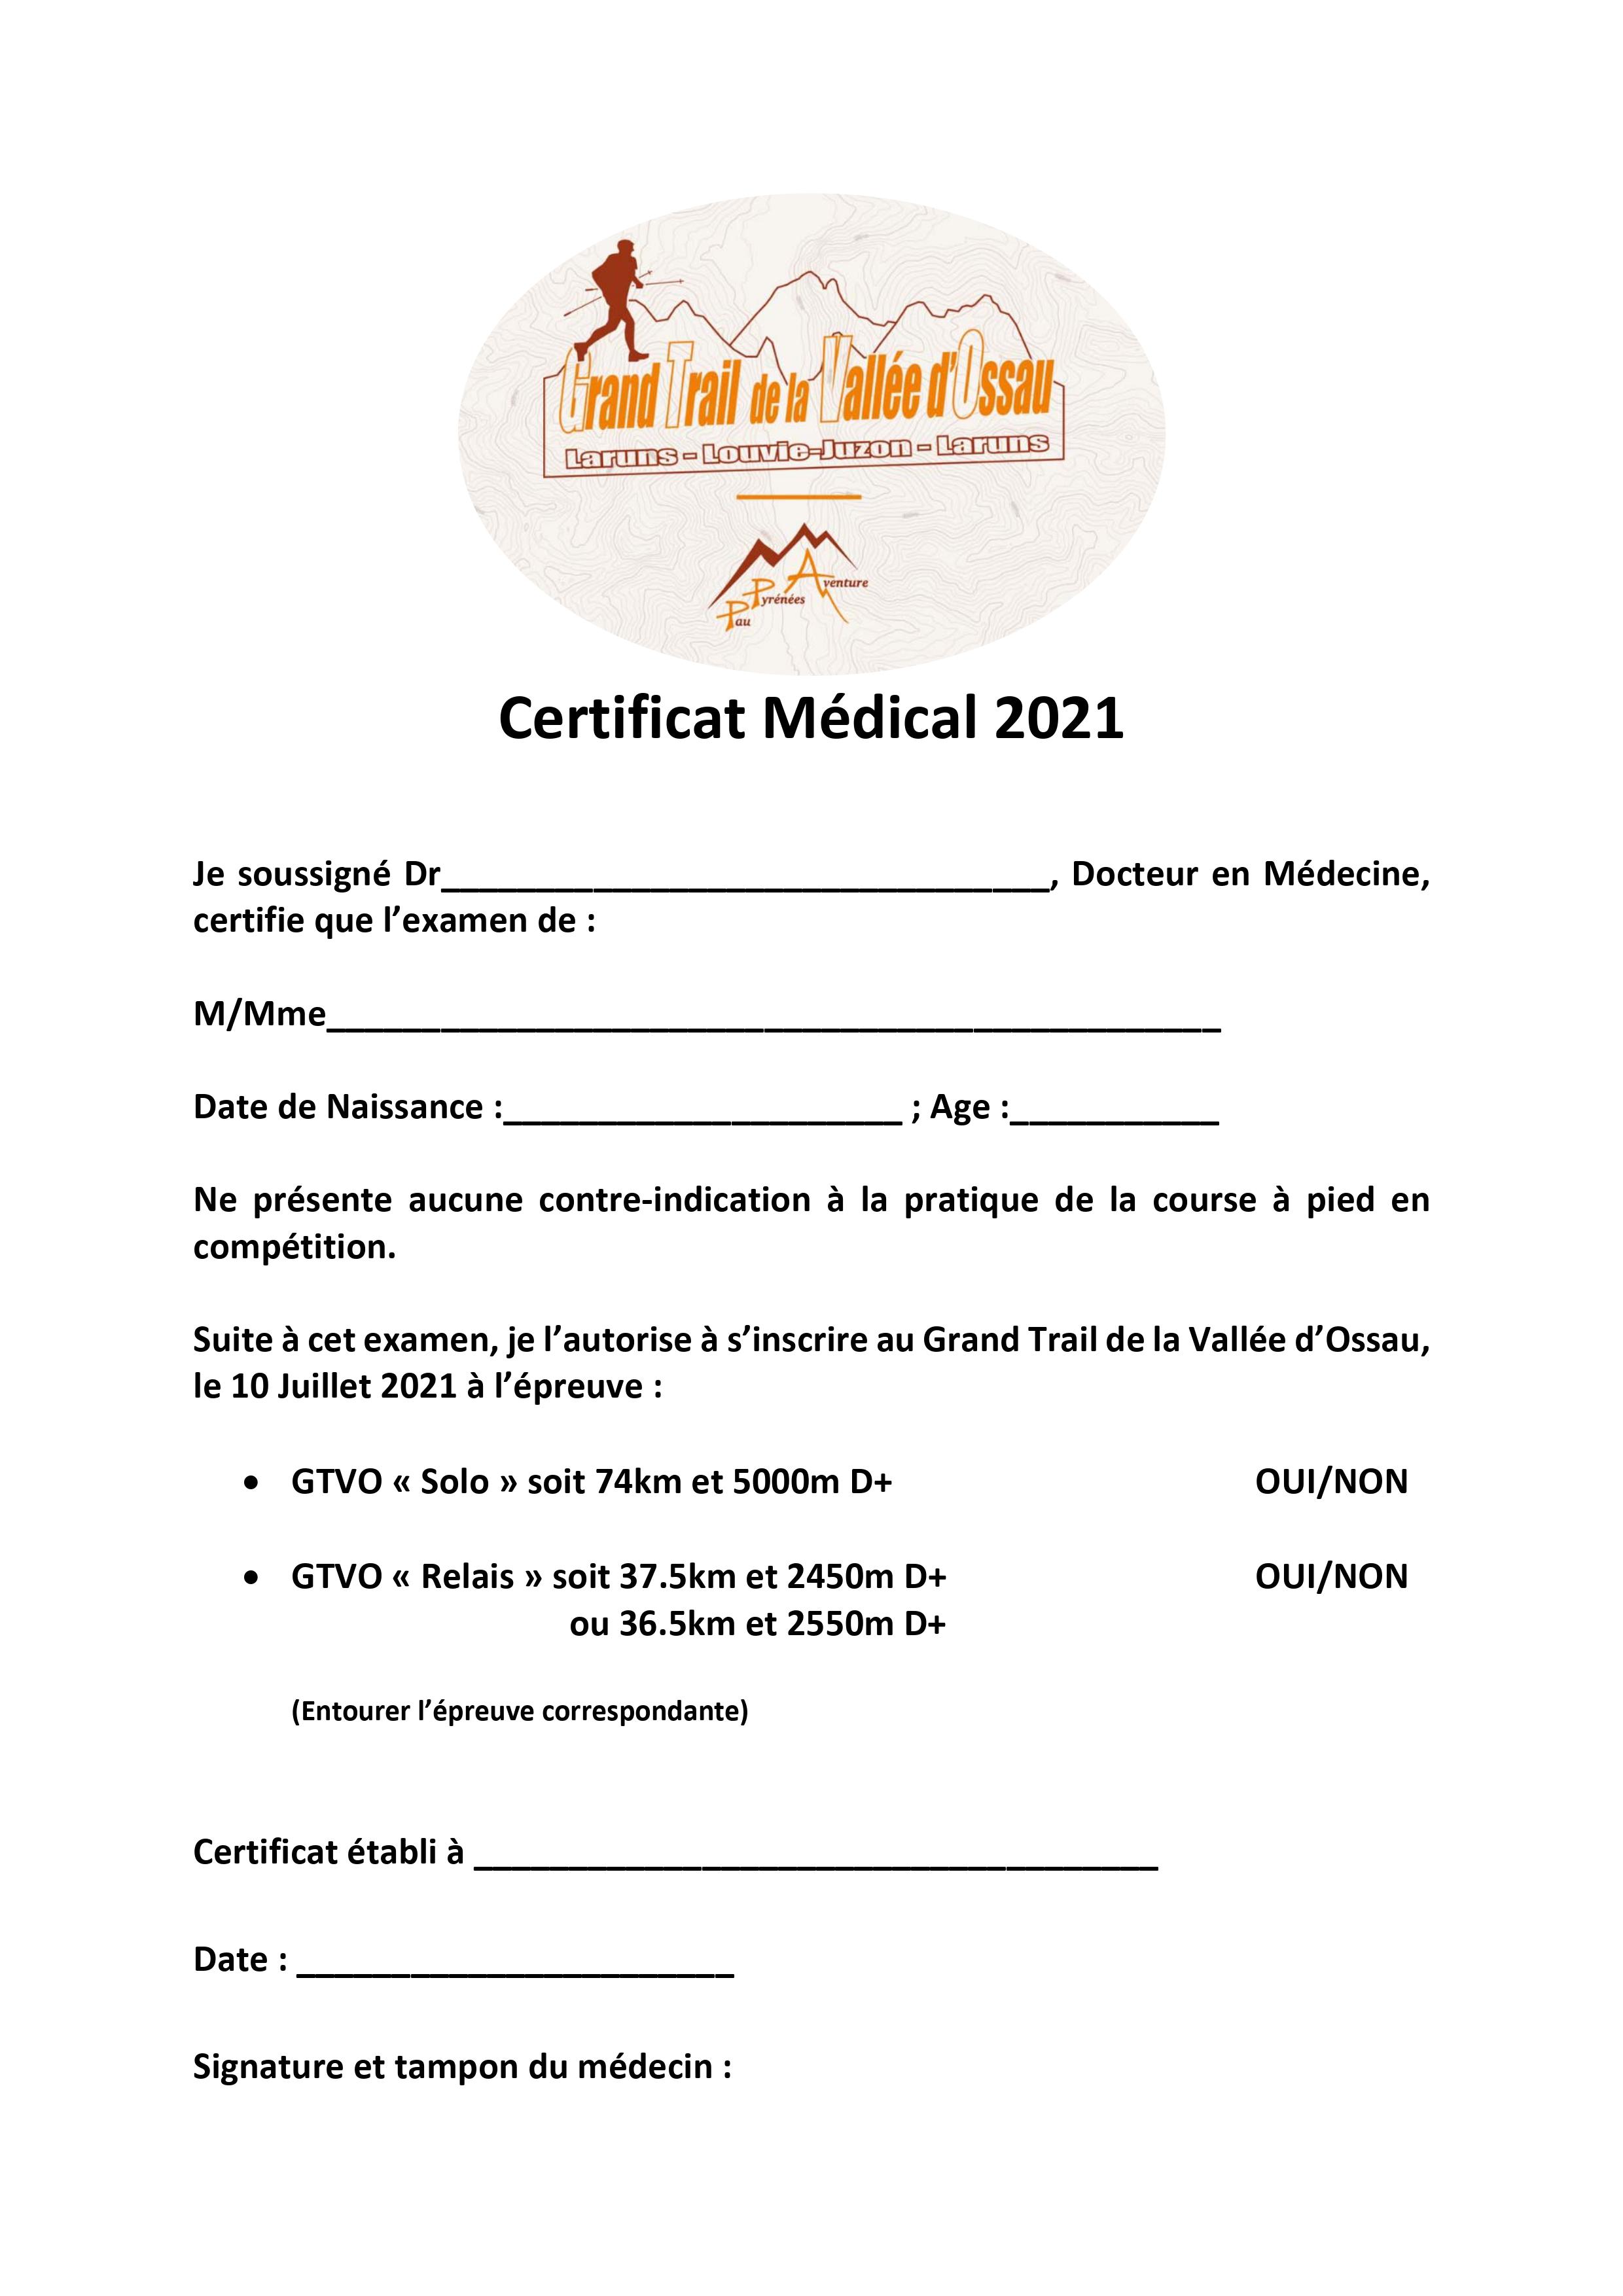 Grand Trail de la Vallée d'Ossau
Laruns - Louvie-Juzon - Laruns
Pau Pyrénées Aventure
Certificat Médical 2021
Je soussigné Dr________________________________, Docteur en Médecine,
certifie que l’examen de :
M/Mme_______________________________________________
Date de Naissance :_____________________ ; Age :___________
Ne présente aucune contre-indication à la pratique de la course à pied en
compétition.
Suite à cet examen, je l’autorise à s’inscrire au Grand Trail de la Vallée d’Ossau,
le 10 Juillet 2021 à l’épreuve :
• GTVO « Solo » soit 74km et 5000m D+ OUI/NON
• GTVO « Relais » soit 37.5km et 2450m D+ OUI/NON
ou 36.5km et 2550m D+
(Entourer l’épreuve correspondante)
Certificat établi à ____________________________________
Date : _______________________
Signature et tampon du médecin :